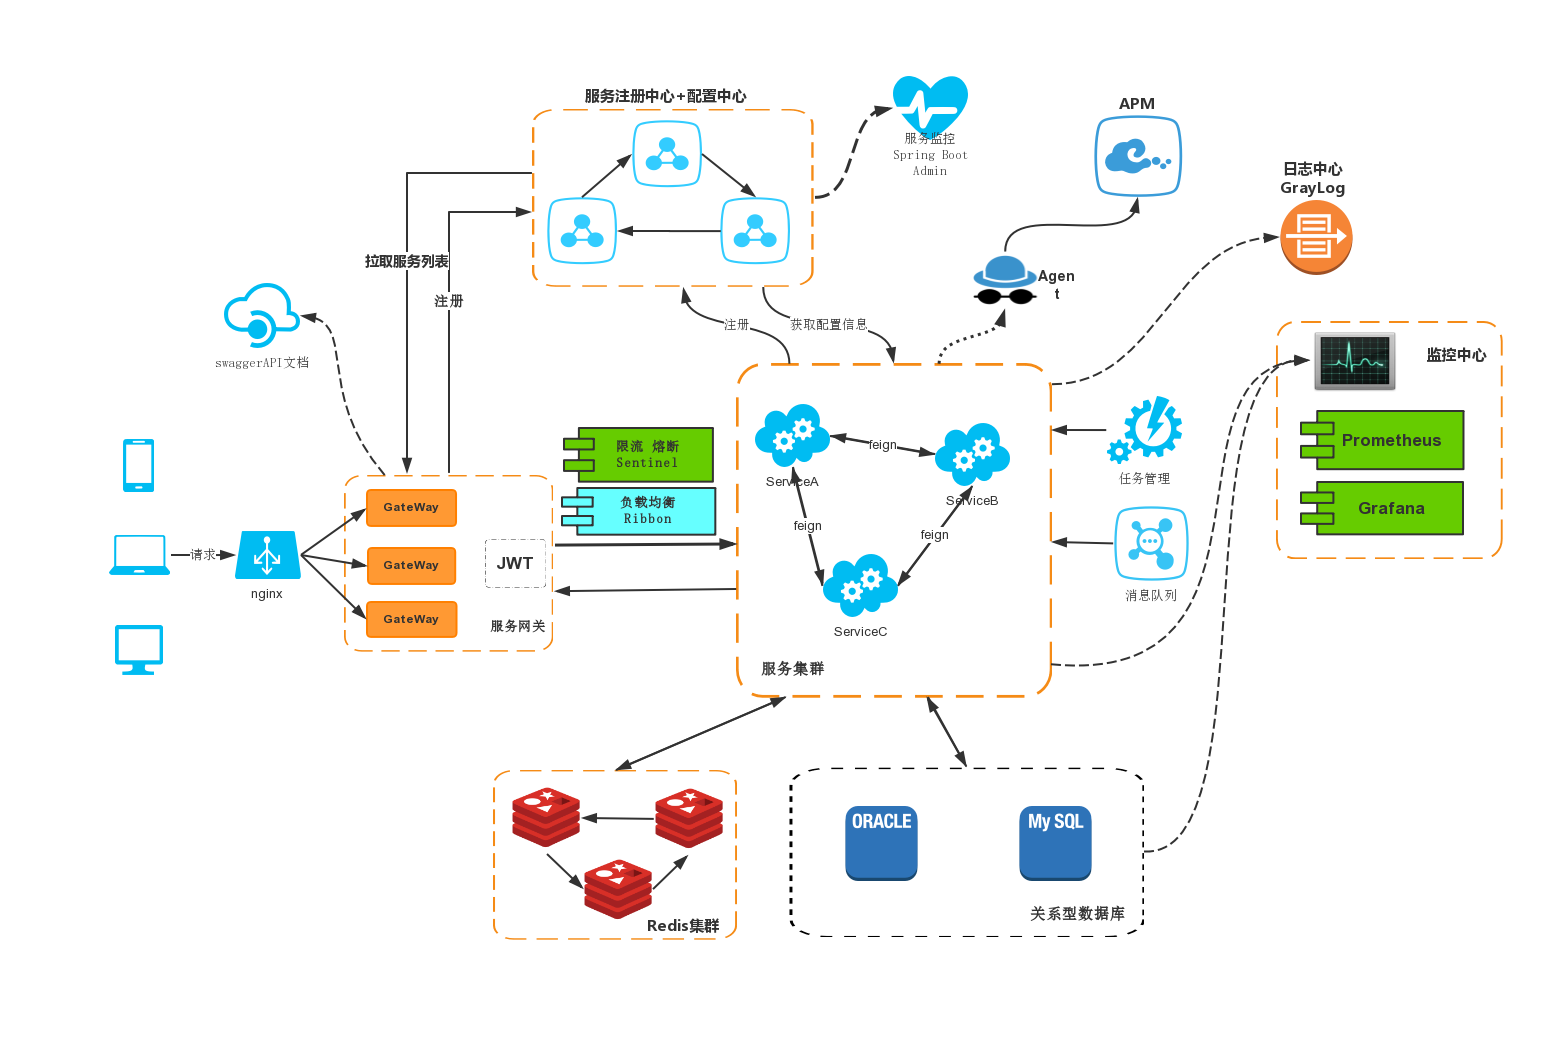 服务注册中心+配置中心
服务监控
Spring Boot
Admin
APM
日志中心
GrayLog
拉取服务列表
注册
Agen
t
swaggerAPI文档
注册
获取配置信息
监控中心
Prometheus
Grafana
限流 熔断
Sentinel
负载均衡
Ribbon
ServiceA
feign
ServiceB
feign
feign
ServiceC
服务集群
任务管理
消息队列
请求
nginx
GateWay
GateWay
GateWay
JWT
服务网关
Redis集群
ORACLE
My SQL
关系型数据库